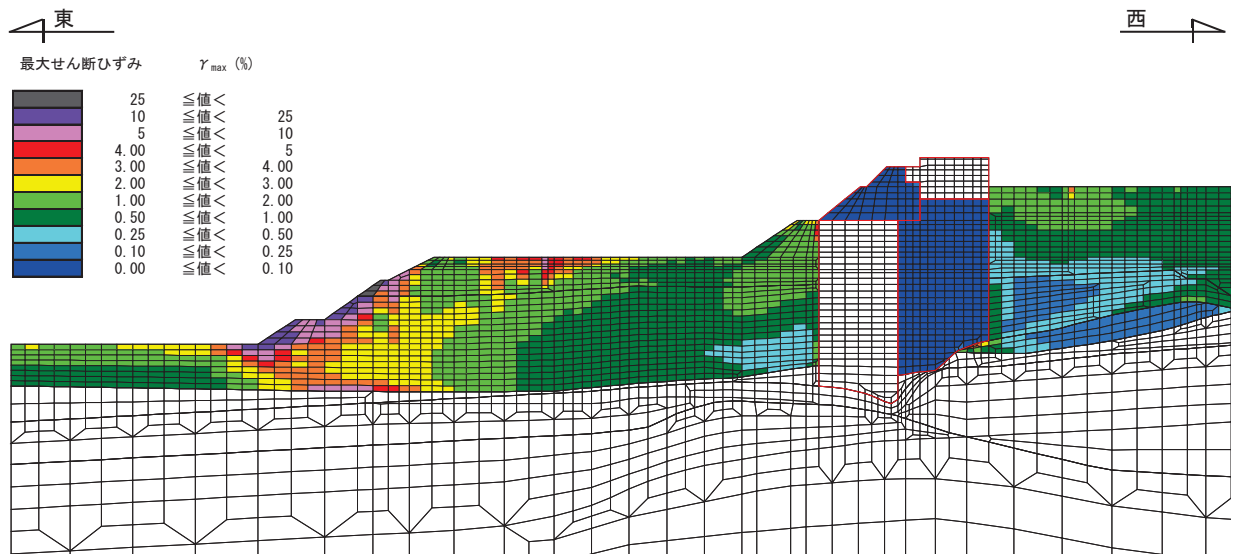 東 西
最大せん断ひずみ γmax (%)
25 ≦値<
10 ≦値< 25
5 ≦値< 10
4.00 ≦値< 5
3.00 ≦値< 4.00
2.00 ≦値< 3.00
1.00 ≦値< 2.00
0.50 ≦値< 1.00
0.25 ≦値< 0.50
0.10 ≦値< 0.25
0.00 ≦値< 0.10